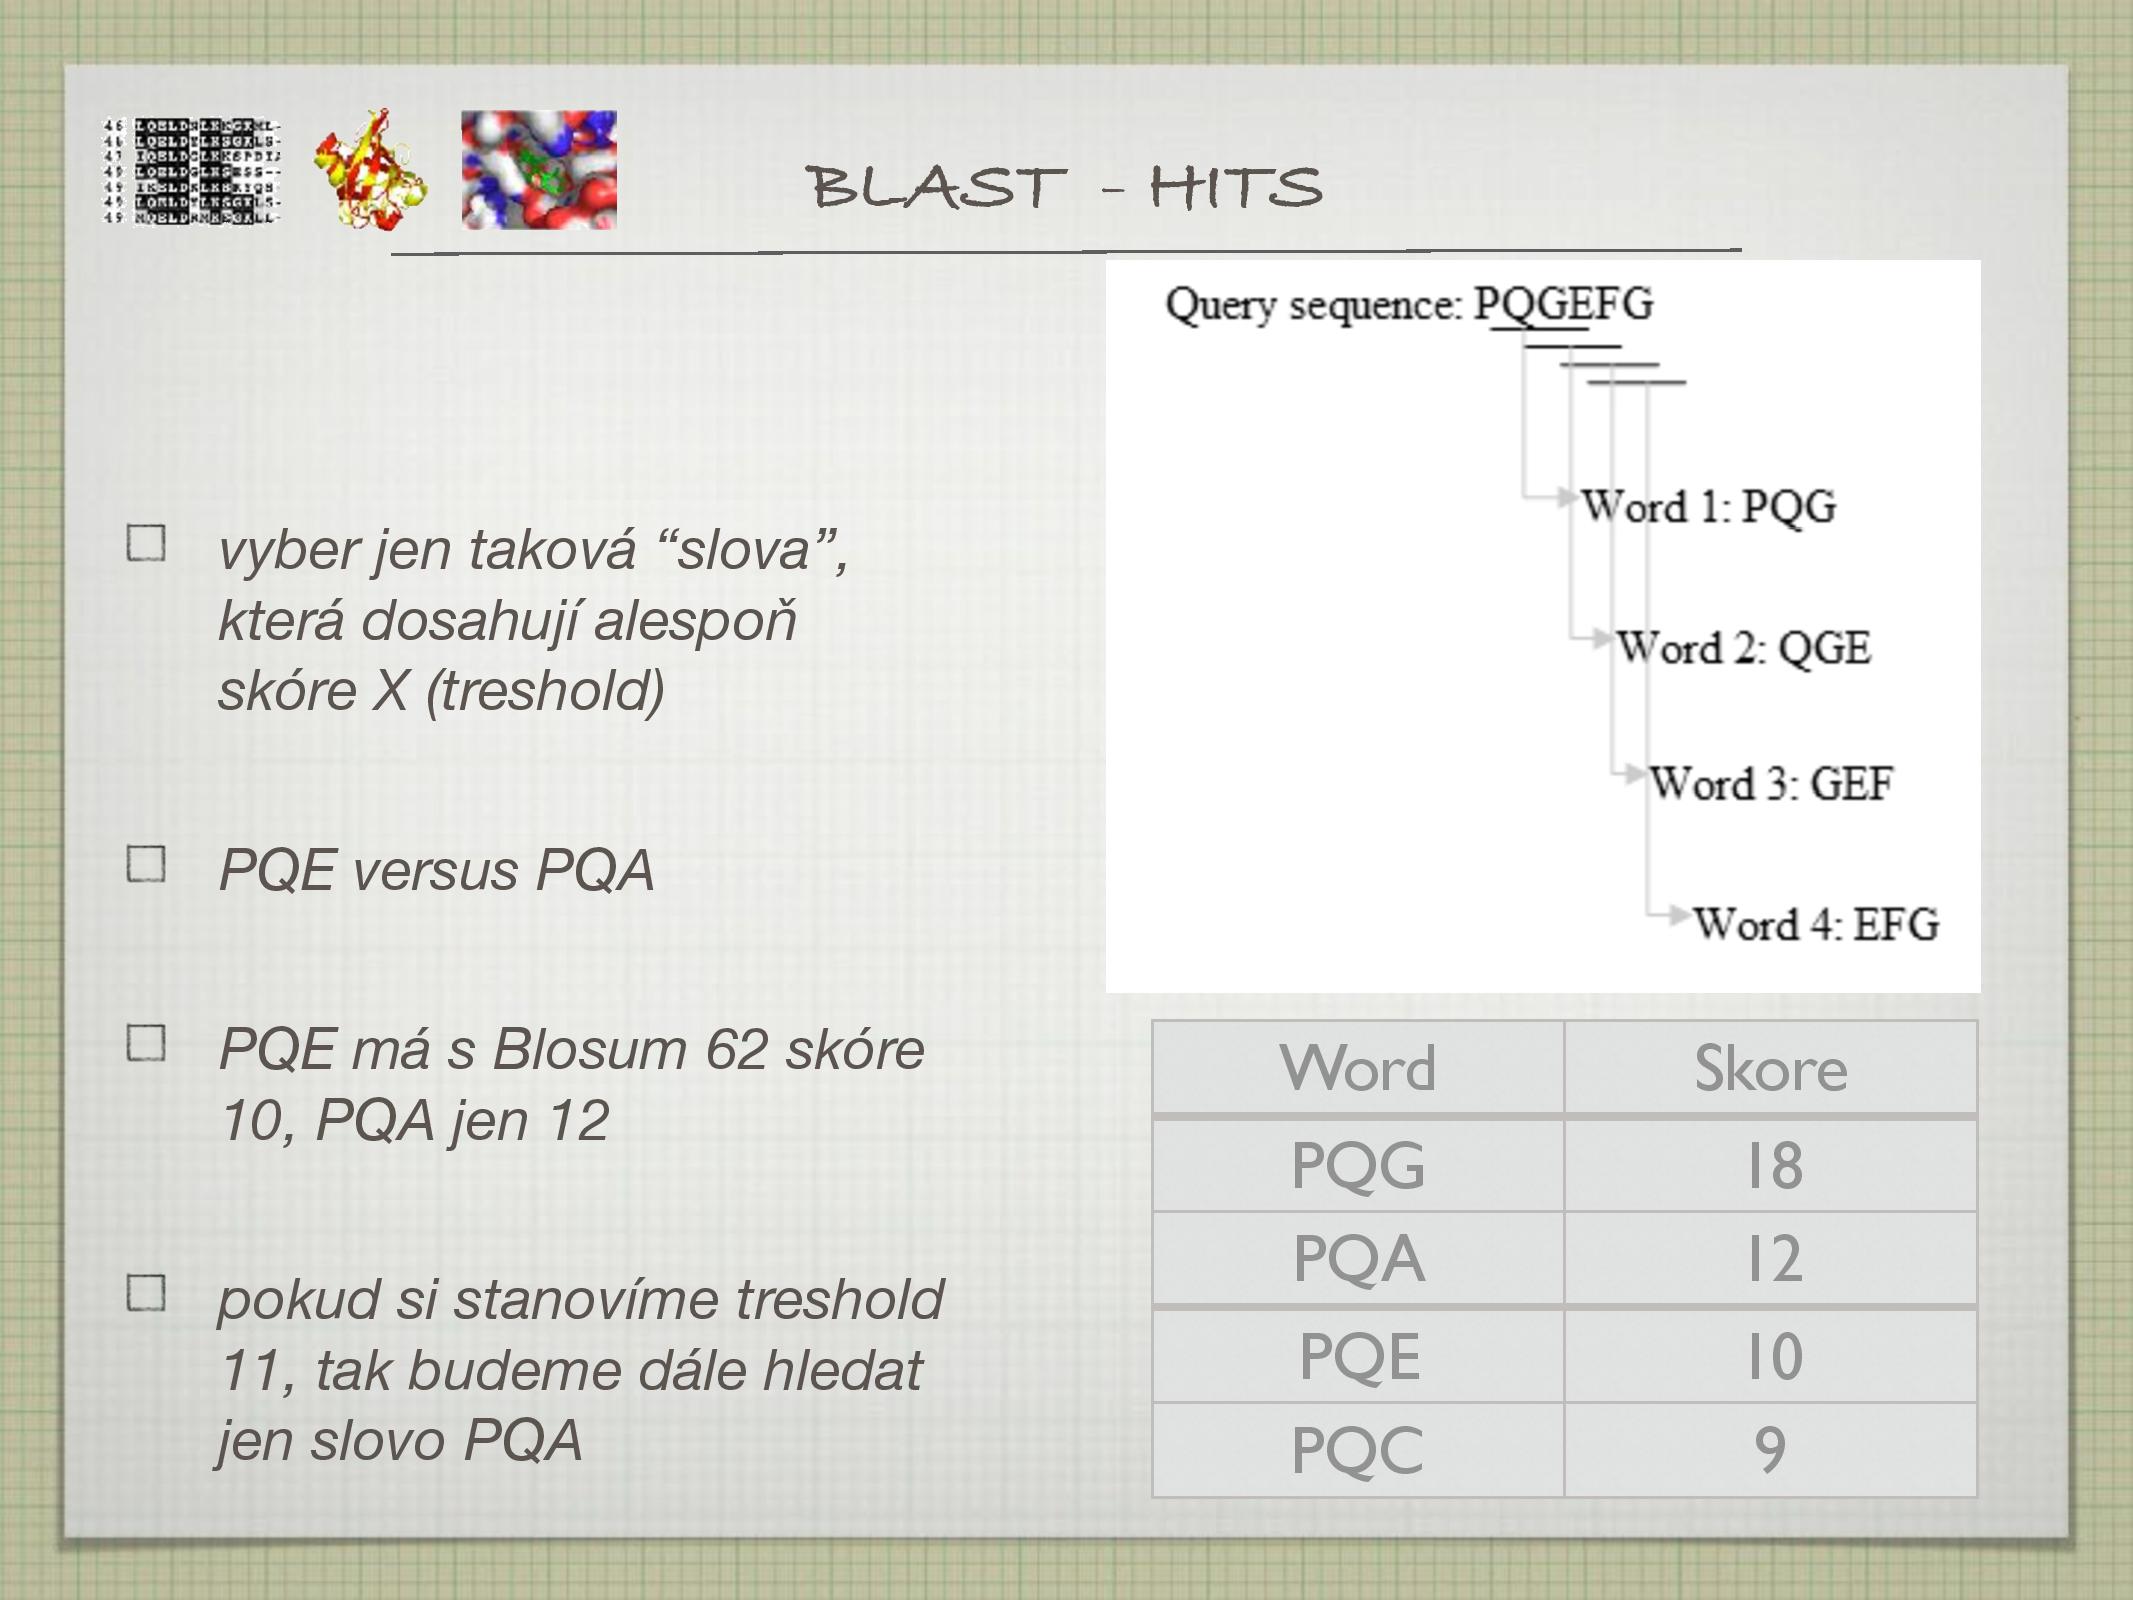 BLAST - HITS
Query sequence: PQGEFG
Word 1: PQG
Word 2: QGE
Word 3: GEF
Word 4: EFG
vyber jen taková “slova”,
která dosahují alespoň
skóre X (treshold)
PQE versus PQA
PQE má s Blosum 62 skóre
10, PQA jen 12
pokud si stanovíme treshold
11, tak budeme dále hledat
jen slovo PQA
Word Skore
PQG 18
PQA 12
PQE 10
PQC 9